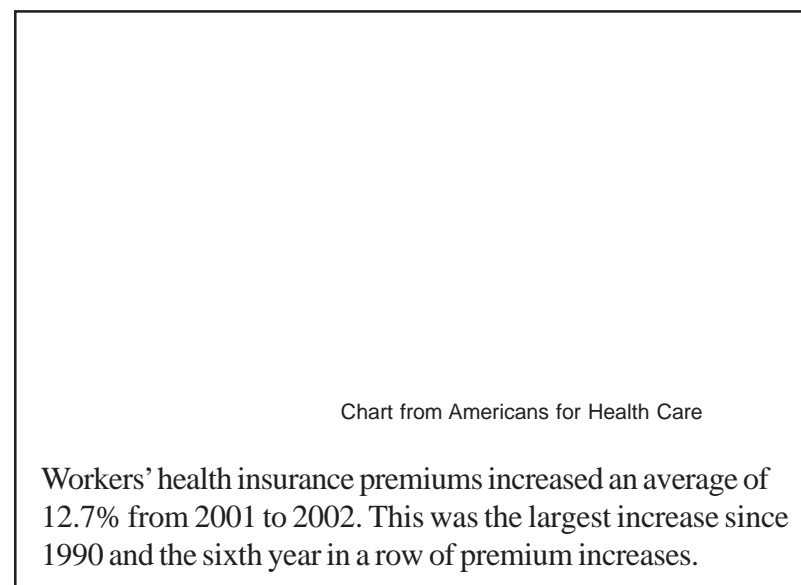 Chart from Americans for Health Care
Workers’ health insurance premiums increased an average of
12.7% from 2001 to 2002. This was the largest increase since
1990 and the sixth year in a row of premium increases.